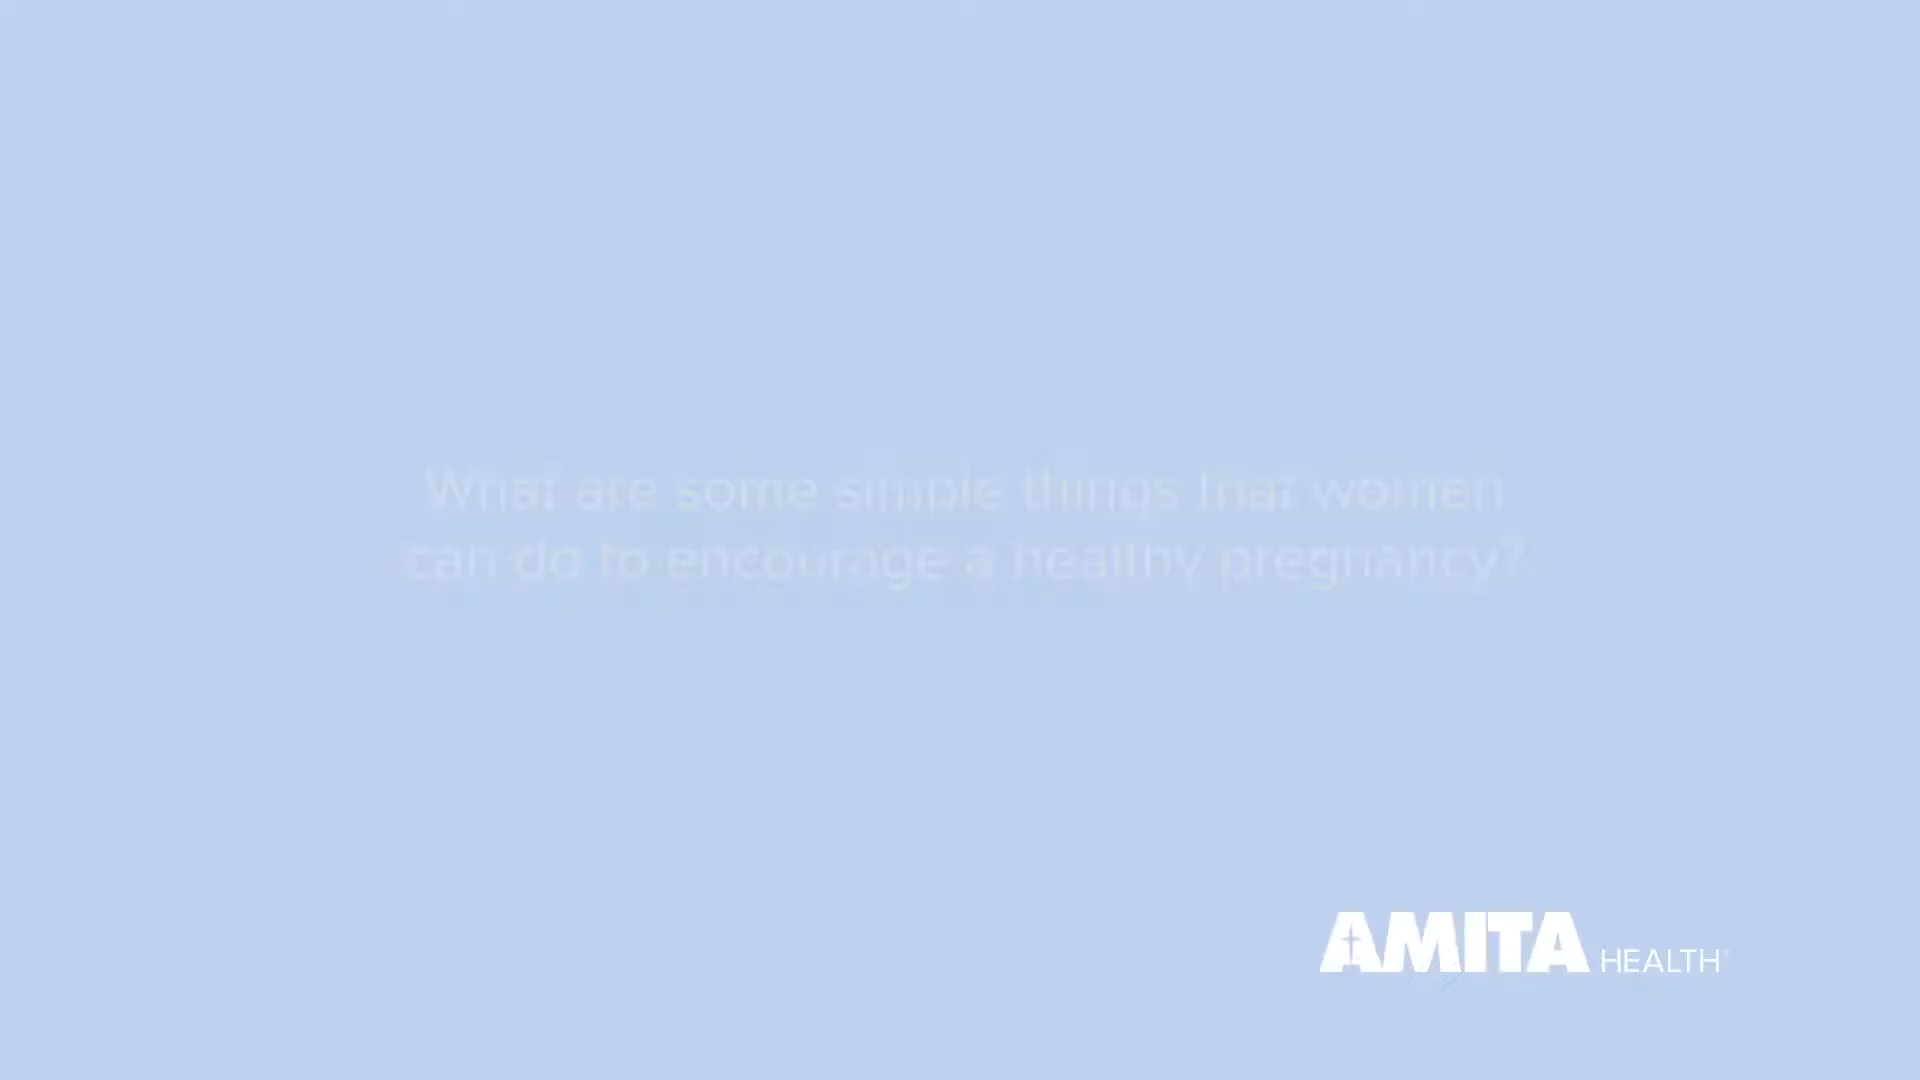 What are some simple things that women
can do to encourage a healthy pregnancy?
AMITA HEALTH